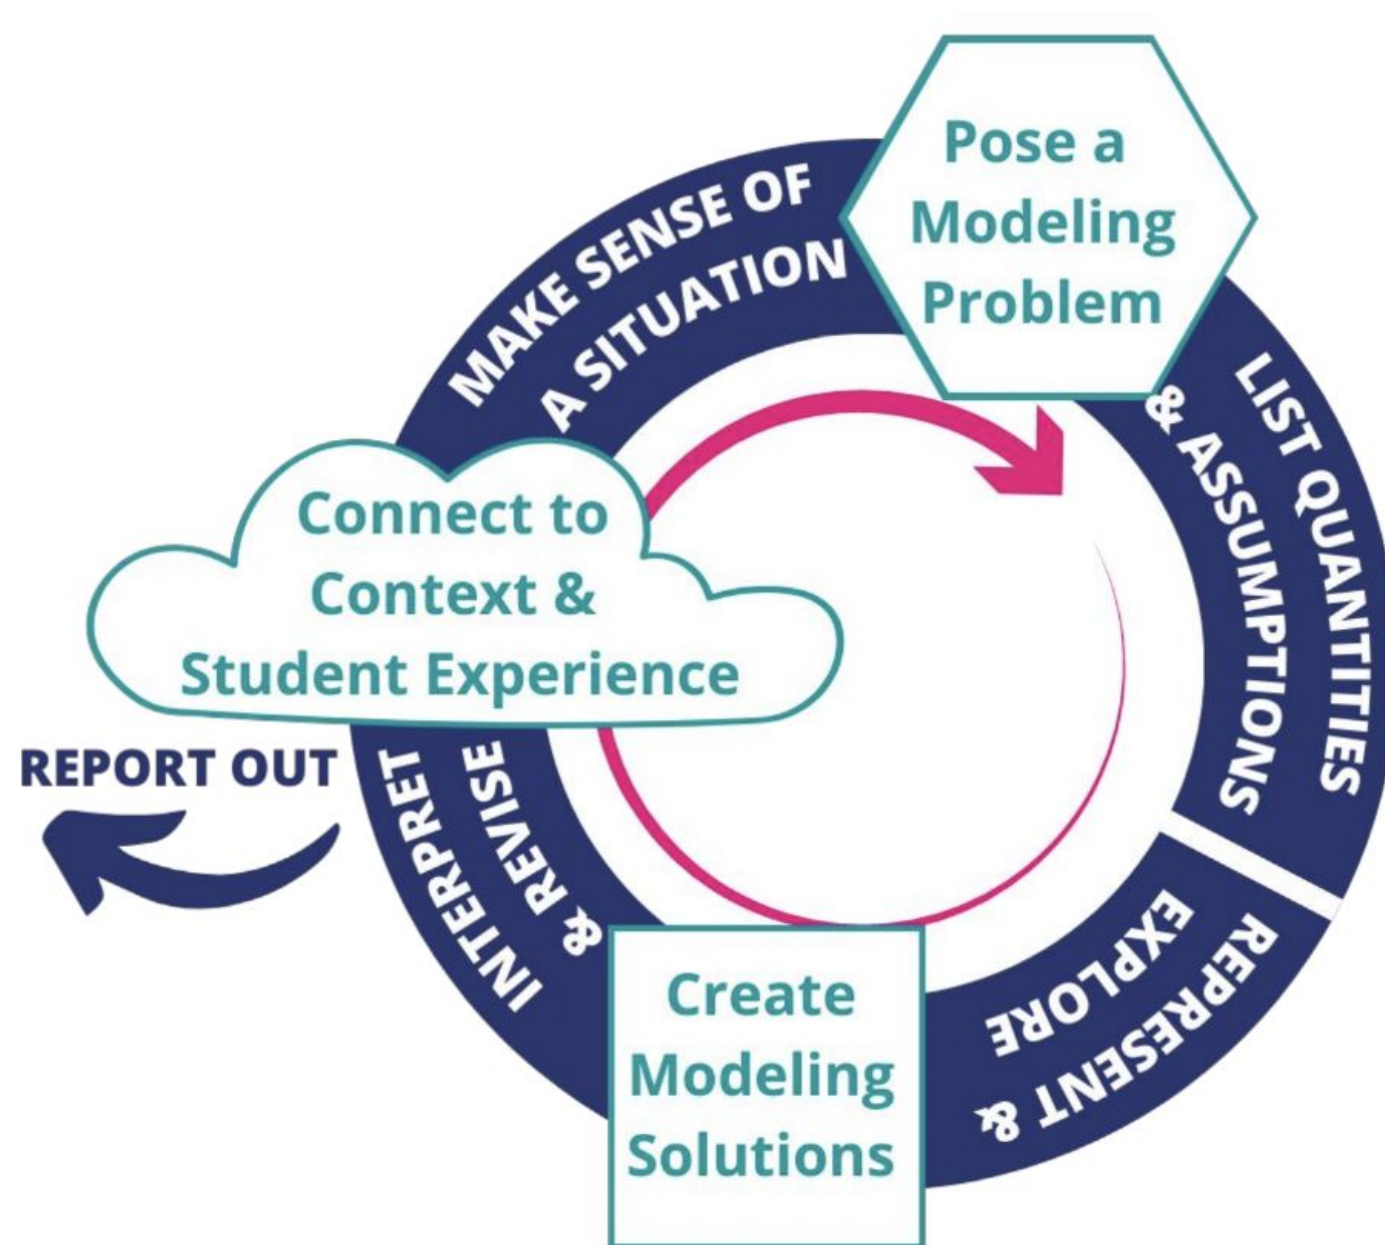 Pose a
Modeling
Problem
MAKE SENSE OF
A SITUATION
LIST QUANTITIES
& ASSUMPTIONS
Connect to
Context &
Student Experience
REPORT OUT
INTERPRET
& REVISE
REPRESENT &
EXPLORE
Create
Modeling
Solutions